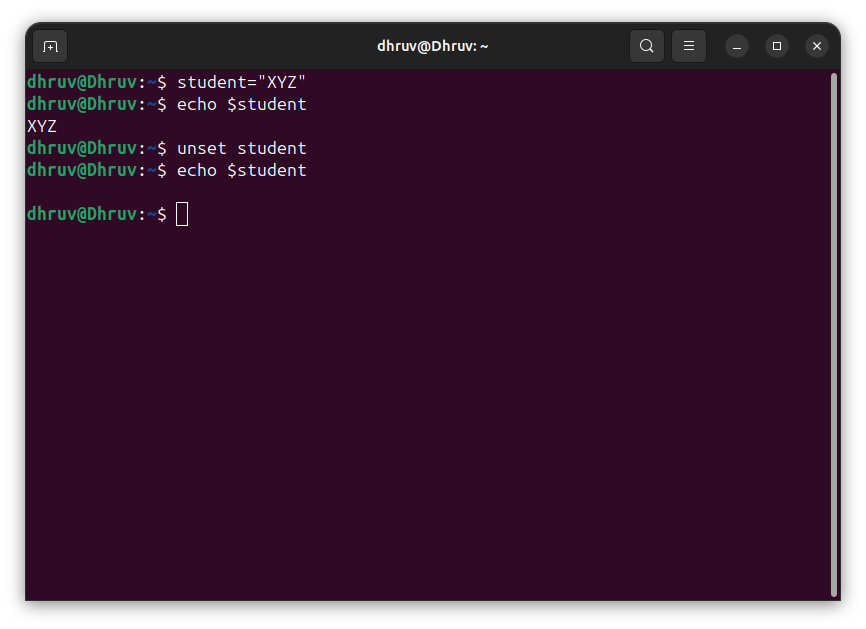 dhruv@Dhruv: ~
dhruv@Dhruv:~$ student="XYZ"
dhruv@Dhruv:~$ echo $student
XYZ
dhruv@Dhruv:~$ unset student
dhruv@Dhruv:~$ echo $student
dhruv@Dhruv:~$